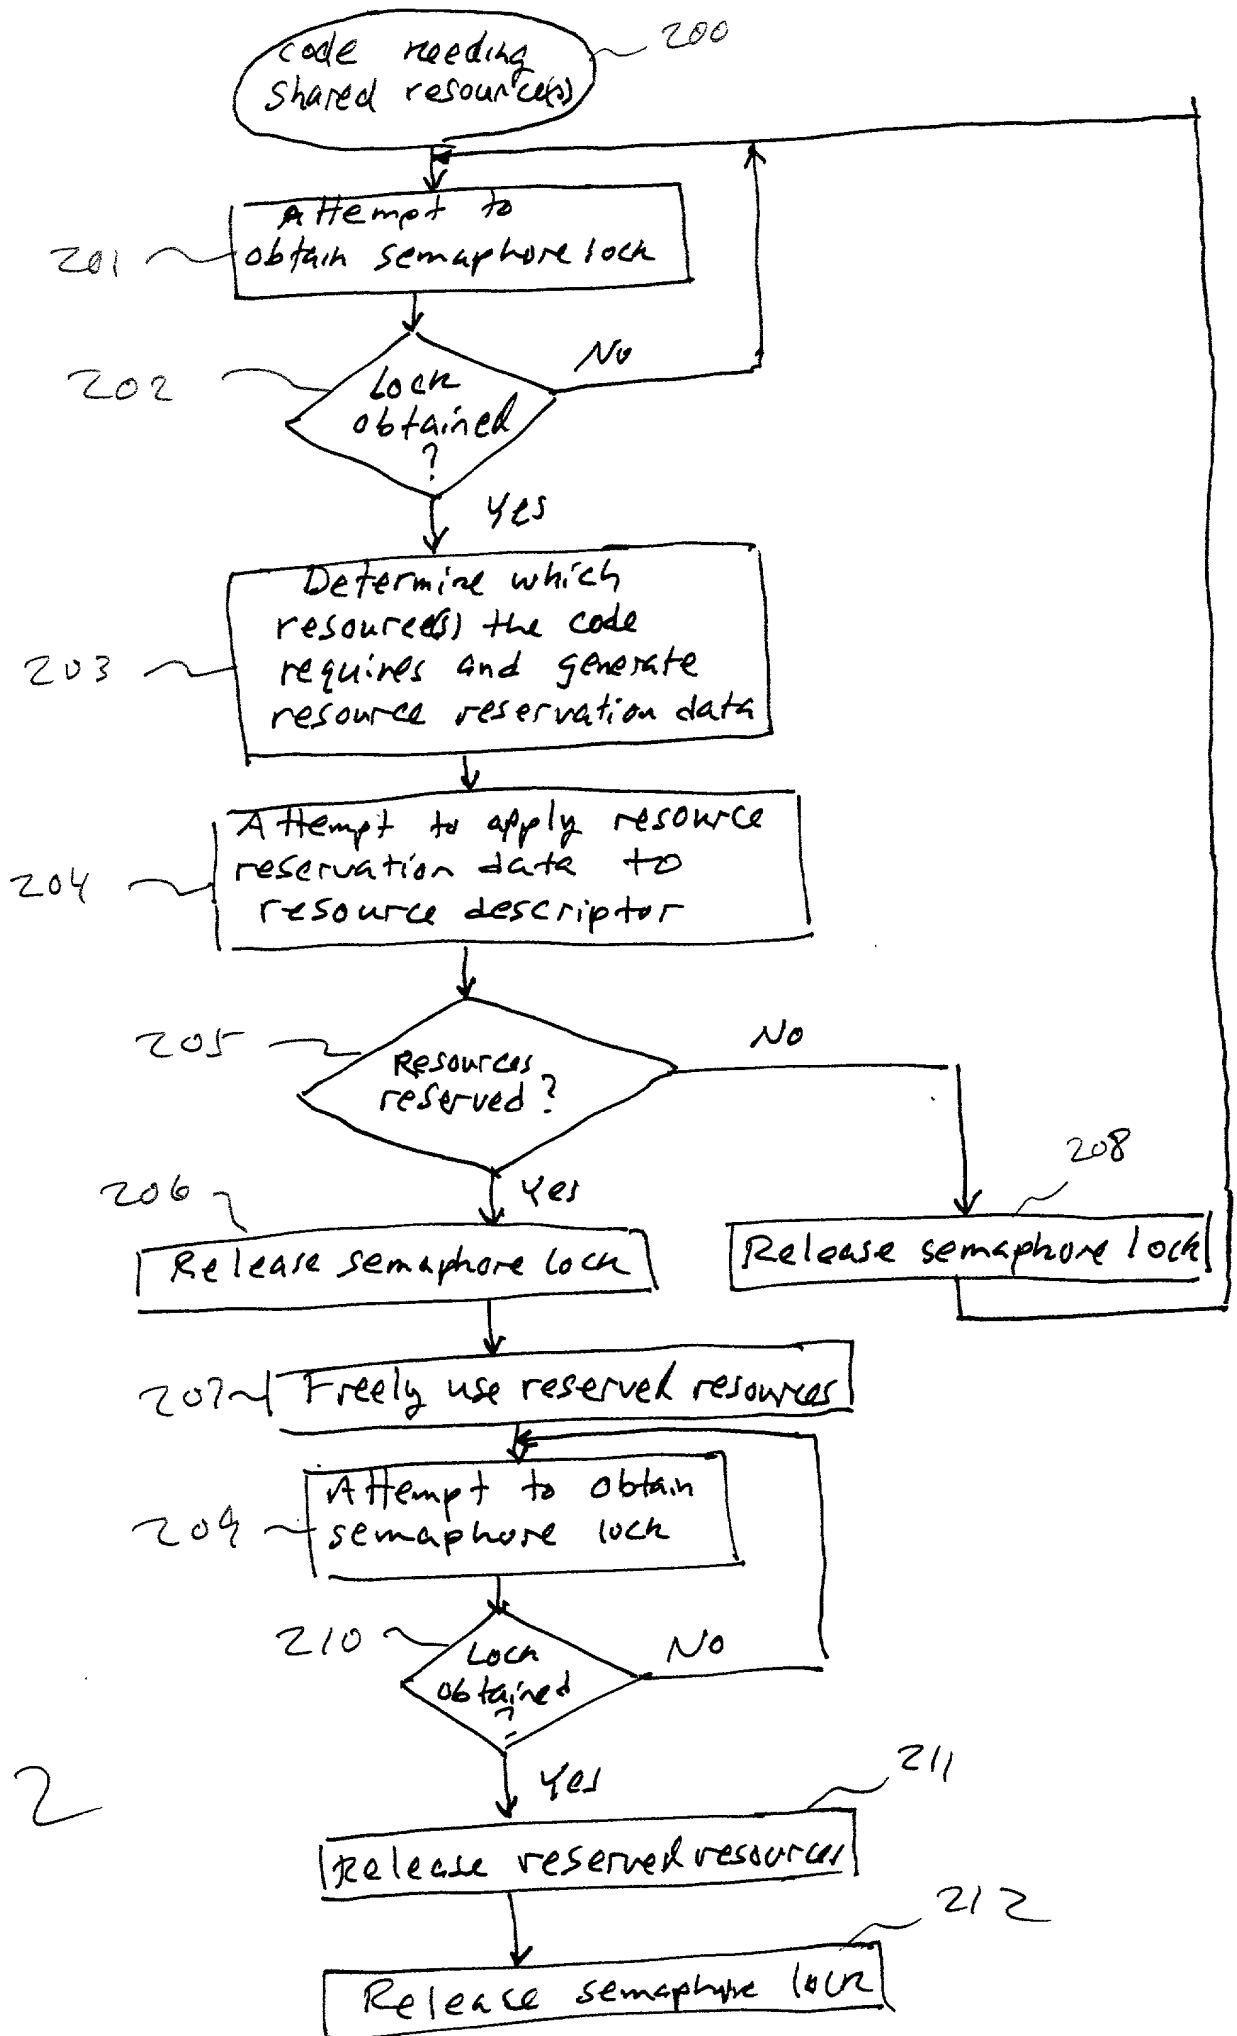 code needing
shared resource(s)
200
Attempt to
obtain semaphore lock
201
Lock
obtained
?
202
No
Yes
Determine which
resource(s) the code
requires and generate
resource reservation data
203
Attempt to apply resource
reservation data to
resource descriptor
204
Resources
reserved?
205
No
Yes
206
Release semaphore lock
208
Release semaphore lock
207
Freely use reserved resources
Attempt to obtain
semaphore lock
209
Lock
obtained
?
210
No
Yes
2
211
Release reserved resources
212
Release semaphore lock